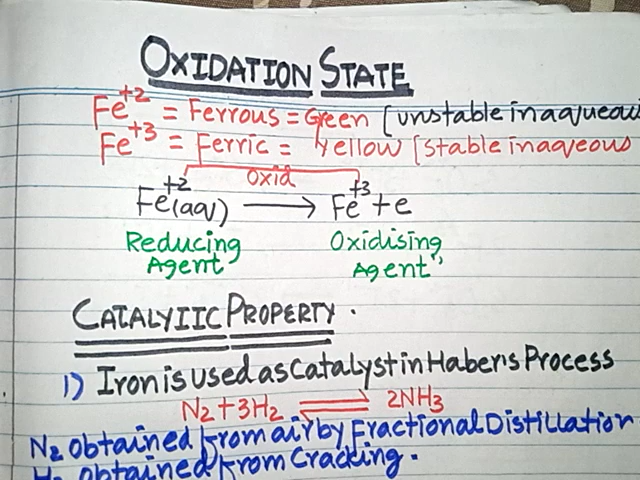 OXIDATION STATE
Fe+2 = Ferrous = Green [unstable in aqueous
Fe+3 = Ferric = Yellow [stable in aqueous
oxid
Fe+2(aq) → Fe+3 + e
Reducing Oxidising
Agent Agent"
CATALYTIC PROPERTY.
1) Iron is used as Catalyst in Haber's Process
N2 + 3H2 ⇌ 2NH3
N2 obtained from air by Fractional Distillation
H2 obtained from Cracking.